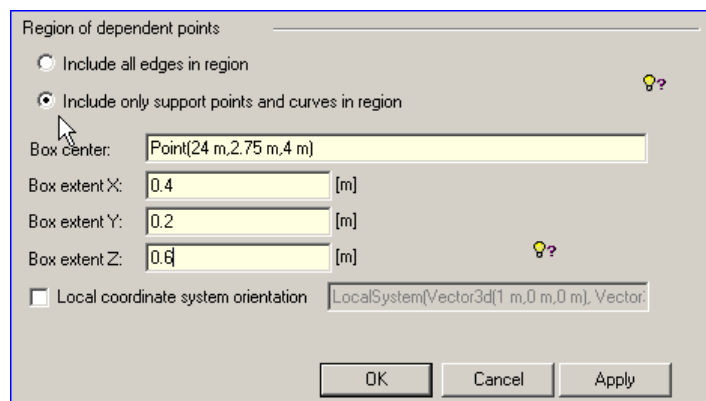 Region of dependent points
Include all edges in region
Include only support points and curves in region
Box center: Point(24 m,2.75 m,4 m)
Box extent X: 0.4 [m]
Box extent Y: 0.2 [m]
Box extent Z: 0.6 [m]
Local coordinate system orientation LocalSystem(Vector3d(1 m,0 m,0 m), Vector:
OK Cancel Apply